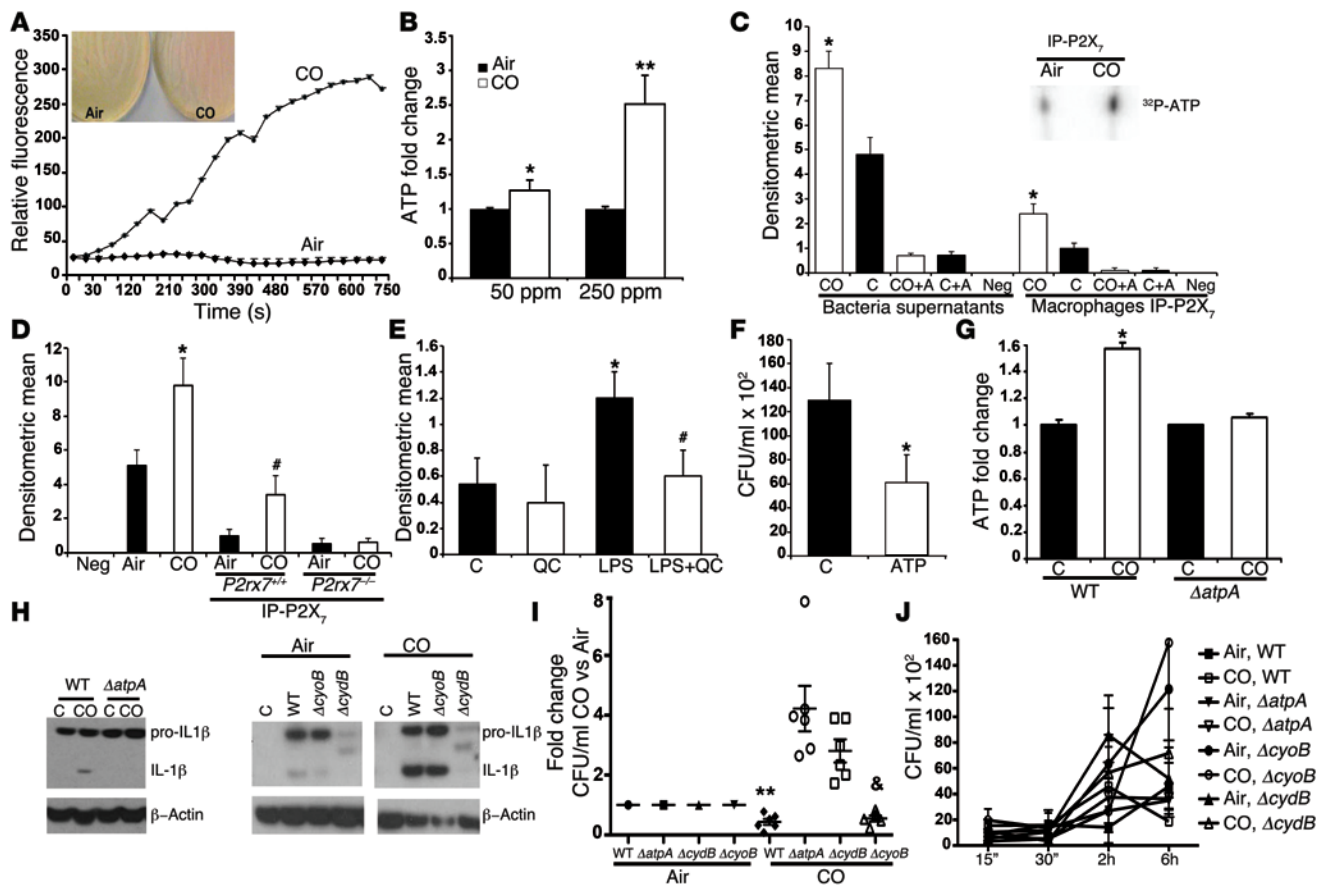 A
Relative fluorescence
350
300
250
200
150
100
50
0
Air
CO
CO
Air
0 30 120 210 300 390 480 570 660 750
Time (s)
B
ATP fold change
3.5
3
2.5
2
1.5
1
0.5
0
Air
CO
*
**
50 ppm 250 ppm
C
Densitometric mean
10
9
8
7
6
5
4
3
2
1
0
*
*
IP-P2X7
Air CO
32P-ATP
CO C CO+A C+A Neg CO C CO+A C+A Neg
Bacteria supernatants Macrophages IP-P2X7
D
Densitometric mean
12
10
8
6
4
2
0
*
#
Neg Air CO Air CO Air CO
P2rx7+/+ P2rx7–/–
IP-P2X7
E
Densitometric mean
1.6
1.4
1.2
1
0.8
0.6
0.4
0.2
0
*
#
C QC LPS LPS+QC
F
CFU/ml x 10²
180
160
140
120
100
80
60
40
20
0
*
C ATP
G
ATP fold change
1.6
1.4
1.2
1
0.8
0.6
0.4
0.2
0
*
C CO C CO
WT ΔatpA
H
WT ΔatpA
C CO C CO
pro-IL1β
IL-1β
β–Actin
Air CO
C WT ΔcyoB ΔcydB C WT ΔcyoB ΔcydB
pro-IL1β
IL-1β
β–Actin
I
Fold change
CFU/ml CO vs Air
8
6
4
2
0
**
&
WT ΔatpA ΔcydB ΔcyoB WT ΔatpA ΔcydB ΔcyoB
Air CO
J
CFU/ml x 10²
160
140
120
100
80
60
40
20
0
15” 30” 2h 6h
Air, WT
CO, WT
Air, ΔatpA
CO, ΔatpA
Air, ΔcyoB
CO, ΔcyoB
Air, ΔcydB
CO, ΔcydB